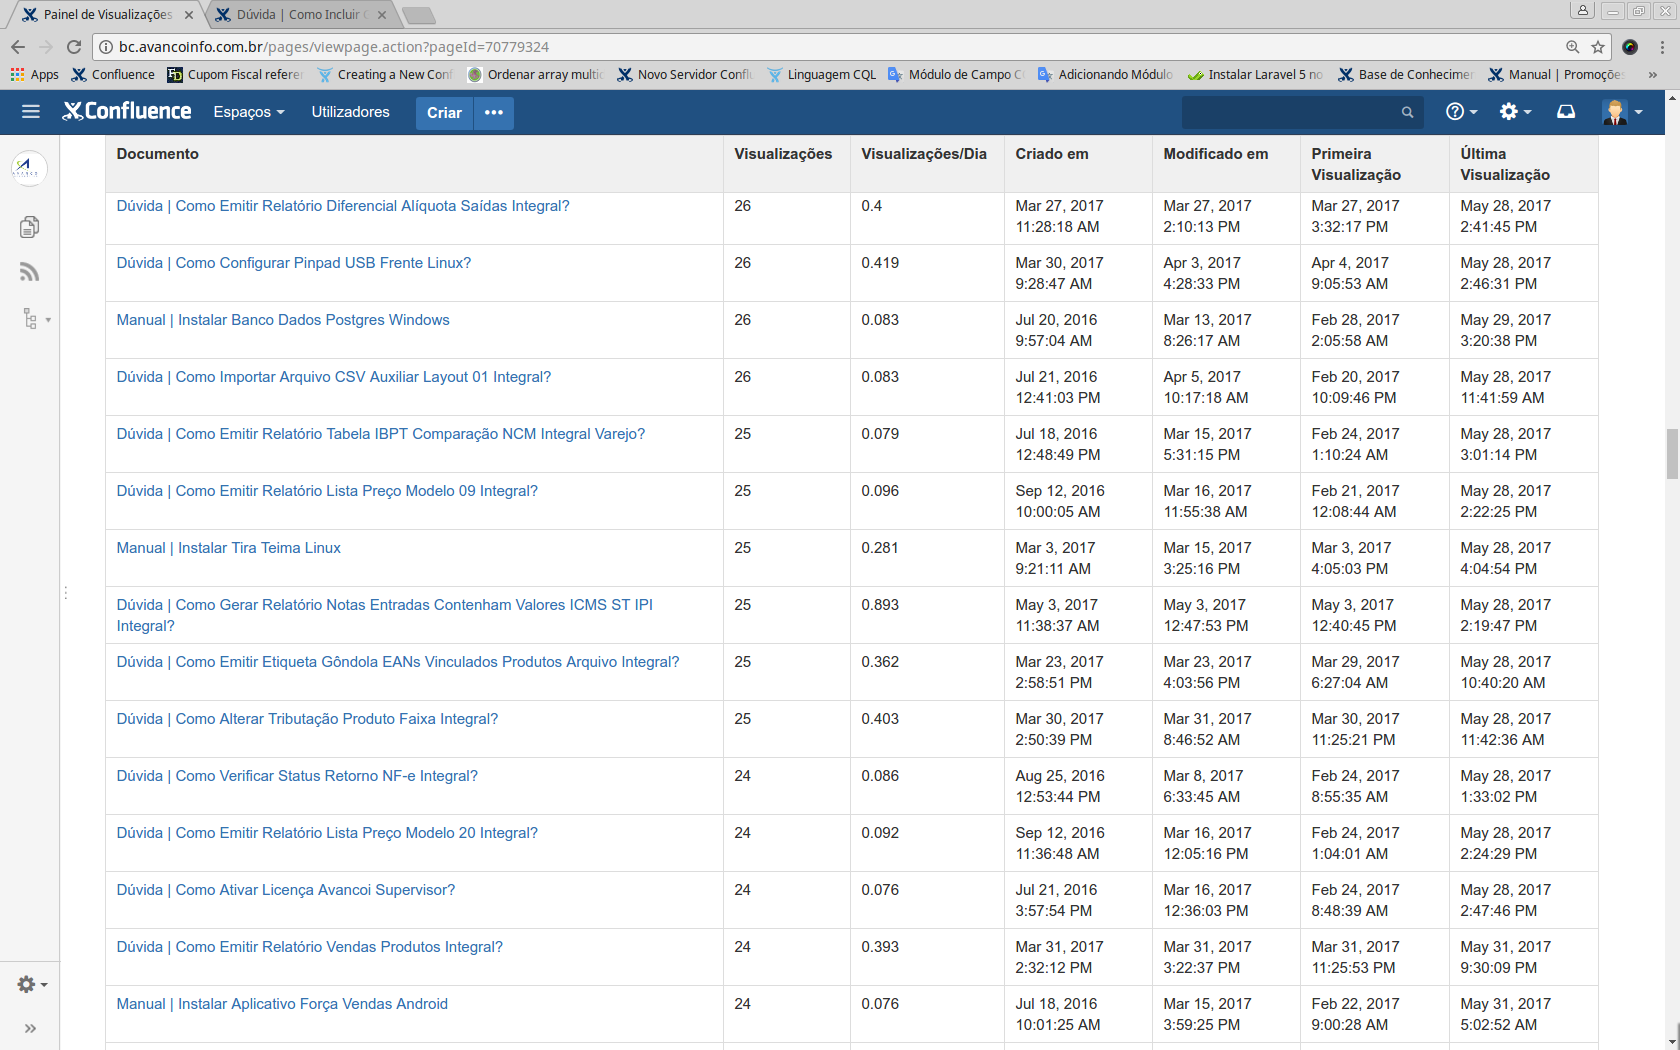 Painel de Visualizações
Dúvida | Como Incluir
bc.avancoinfo.com.br/pages/viewpage.action?pageId=70779324
Apps
Confluence
Cupom Fiscal refere
Creating a New Conf
Ordenar array multi
Novo Servidor Conflu
Linguagem CQL
Módulo de Campo C
Adicionando Módulo
Instalar Laravel 5 no
Base de Conhecimen
Manual | Promoções
»
Confluence
Espaços
Utilizadores
Criar
•••
Documento
Visualizações
Visualizações/Dia
Criado em
Modificado em
Primeira
Visualização
Última
Visualização
Dúvida | Como Emitir Relatório Diferencial Alíquota Saídas Integral?
26
0.4
Mar 27, 2017
11:28:18 AM
Mar 27, 2017
2:10:13 PM
Mar 27, 2017
3:32:17 PM
May 28, 2017
2:41:45 PM
Dúvida | Como Configurar Pinpad USB Frente Linux?
26
0.419
Mar 30, 2017
9:28:47 AM
Apr 3, 2017
4:28:33 PM
Apr 4, 2017
9:05:53 AM
May 28, 2017
2:46:31 PM
Manual | Instalar Banco Dados Postgres Windows
26
0.083
Jul 20, 2016
9:57:04 AM
Mar 13, 2017
8:26:17 AM
Feb 28, 2017
2:05:58 AM
May 29, 2017
3:20:38 PM
Dúvida | Como Importar Arquivo CSV Auxiliar Layout 01 Integral?
26
0.083
Jul 21, 2016
12:41:03 PM
Apr 5, 2017
10:17:18 AM
Feb 20, 2017
10:09:46 PM
May 28, 2017
11:41:59 AM
Dúvida | Como Emitir Relatório Tabela IBPT Comparação NCM Integral Varejo?
25
0.079
Jul 18, 2016
12:48:49 PM
Mar 15, 2017
5:31:15 PM
Feb 24, 2017
1:10:24 AM
May 28, 2017
3:01:14 PM
Dúvida | Como Emitir Relatório Lista Preço Modelo 09 Integral?
25
0.096
Sep 12, 2016
10:00:05 AM
Mar 16, 2017
11:55:38 AM
Feb 21, 2017
12:08:44 AM
May 28, 2017
2:22:25 PM
Manual | Instalar Tira Teima Linux
25
0.281
Mar 3, 2017
9:21:11 AM
Mar 15, 2017
3:25:16 PM
Mar 3, 2017
4:05:03 PM
May 28, 2017
4:04:54 PM
Dúvida | Como Gerar Relatório Notas Entradas Contenham Valores ICMS ST IPI
Integral?
25
0.893
May 3, 2017
11:38:37 AM
May 3, 2017
12:47:53 PM
May 3, 2017
12:40:45 PM
May 28, 2017
2:19:47 PM
Dúvida | Como Emitir Etiqueta Gôndola EANs Vinculados Produtos Arquivo Integral?
25
0.362
Mar 23, 2017
2:58:51 PM
Mar 23, 2017
4:03:56 PM
Mar 29, 2017
6:27:04 AM
May 28, 2017
10:40:20 AM
Dúvida | Como Alterar Tributação Produto Faixa Integral?
25
0.403
Mar 30, 2017
2:50:39 PM
Mar 31, 2017
8:46:52 AM
Mar 30, 2017
11:25:21 PM
May 28, 2017
11:42:36 AM
Dúvida | Como Verificar Status Retorno NF-e Integral?
24
0.086
Aug 25, 2016
12:53:44 PM
Mar 8, 2017
6:33:45 AM
Feb 24, 2017
8:55:35 AM
May 28, 2017
1:33:02 PM
Dúvida | Como Emitir Relatório Lista Preço Modelo 20 Integral?
24
0.092
Sep 12, 2016
11:36:48 AM
Mar 16, 2017
12:05:16 PM
Feb 24, 2017
1:04:01 AM
May 28, 2017
2:24:29 PM
Dúvida | Como Ativar Licença Avancoi Supervisor?
24
0.076
Jul 21, 2016
3:57:54 PM
Mar 16, 2017
12:36:03 PM
Feb 24, 2017
8:48:39 AM
May 28, 2017
2:47:46 PM
Dúvida | Como Emitir Relatório Vendas Produtos Integral?
24
0.393
Mar 31, 2017
2:32:12 PM
Mar 31, 2017
3:22:37 PM
Mar 31, 2017
11:25:53 PM
May 31, 2017
9:30:09 PM
Manual | Instalar Aplicativo Força Vendas Android
24
0.076
Jul 18, 2016
10:01:25 AM
Mar 15, 2017
3:59:25 PM
Feb 22, 2017
9:00:28 AM
May 31, 2017
5:02:52 AM